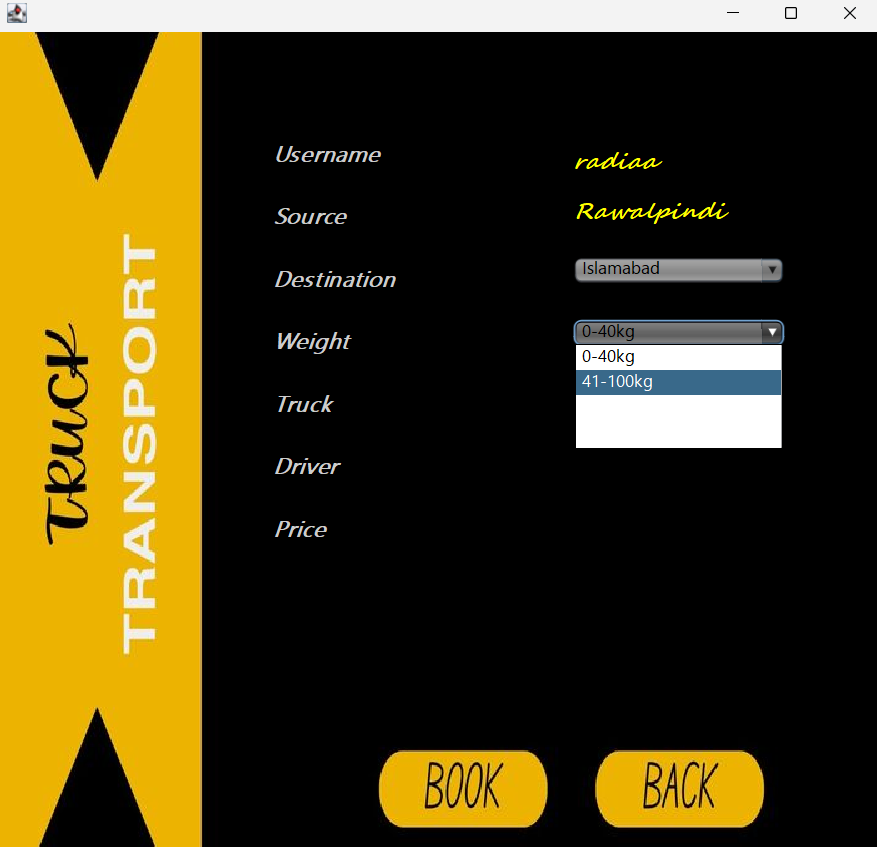 TRUCK
TRANSPORT
Username
radiaa
Source
Rawalpindi
Destination
Islamabad
Weight
0-40kg
0-40kg
41-100kg
Truck
Driver
Price
BOOK
BACK